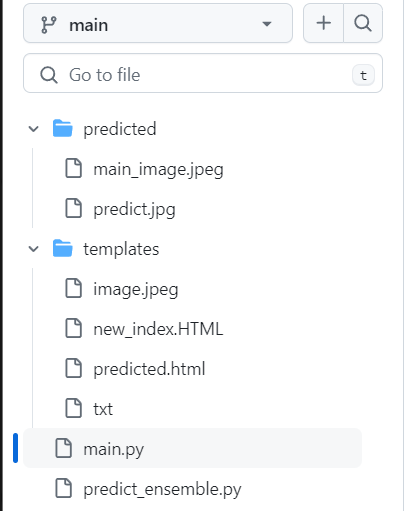 main
Go to file t
predicted
main_image.jpeg
predict.jpg
templates
image.jpeg
new_index.HTML
predicted.html
txt
main.py
predict_ensemble.py